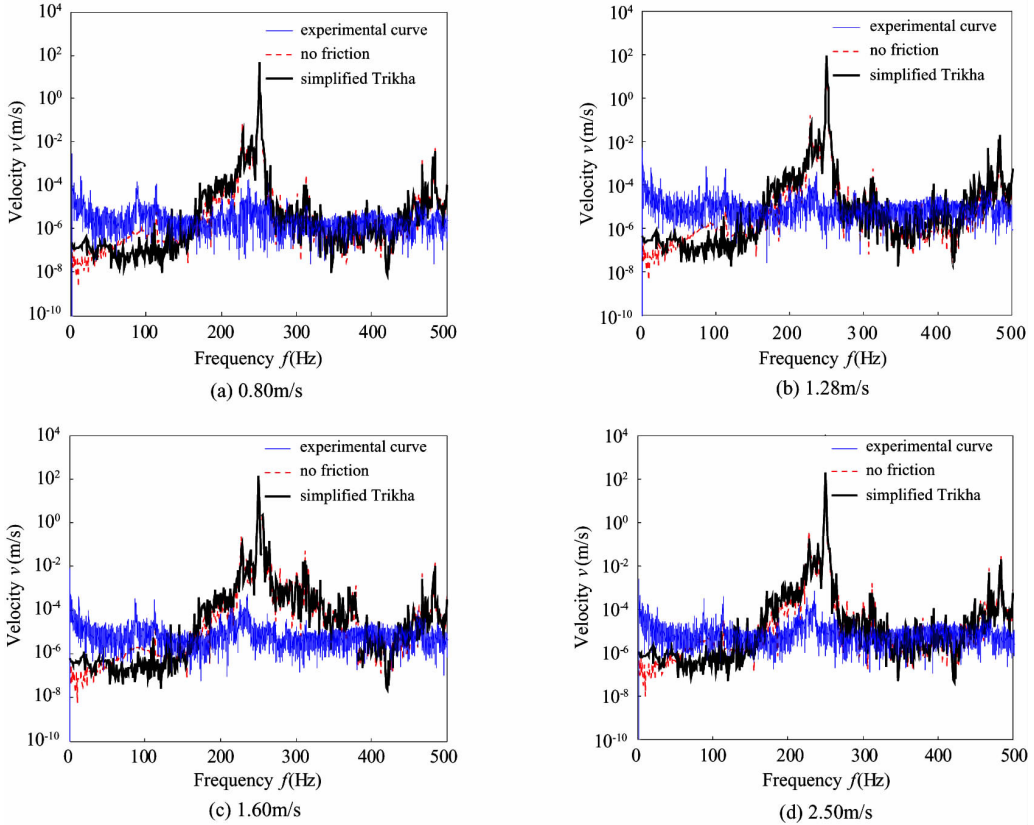 10^4
10^2
10^0
10^-2
10^-4
10^-6
10^-8
10^-10
Velocity v (m/s)
experimental curve
no friction
simplified Trikha
0 100 200 300 400 500
Frequency f(Hz)
(a) 0.80m/s
10^4
10^2
10^0
10^-2
10^-4
10^-6
10^-8
10^-10
Velocity v (m/s)
experimental curve
no friction
simplified Trikha
0 100 200 300 400 500
Frequency f(Hz)
(b) 1.28m/s
10^4
10^2
10^0
10^-2
10^-4
10^-6
10^-8
10^-10
Velocity v (m/s)
experimental curve
no friction
simplified Trikha
0 100 200 300 400 500
Frequency f(Hz)
(c) 1.60m/s
10^4
10^2
10^0
10^-2
10^-4
10^-6
10^-8
10^-10
Velocity v (m/s)
experimental curve
no friction
simplified Trikha
0 100 200 300 400 500
Frequency f(Hz)
(d) 2.50m/s